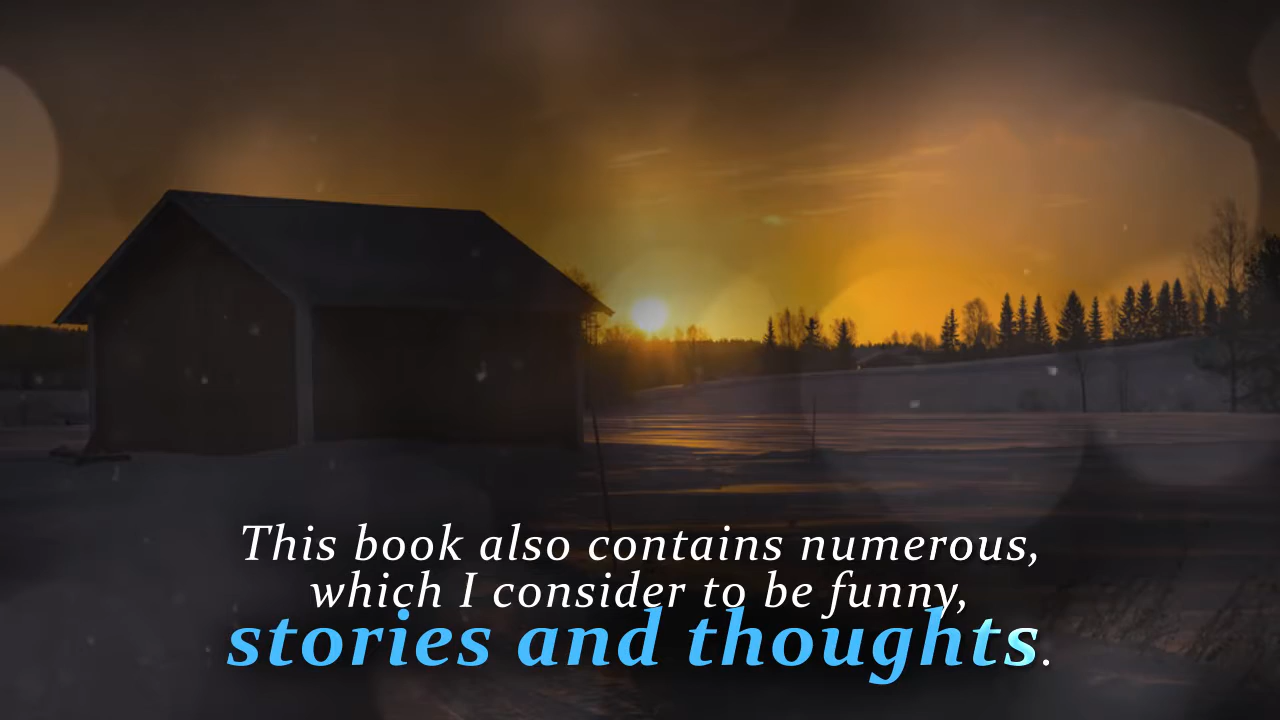 This book also contains numerous,
which I consider to be funny,
stories and thoughts.